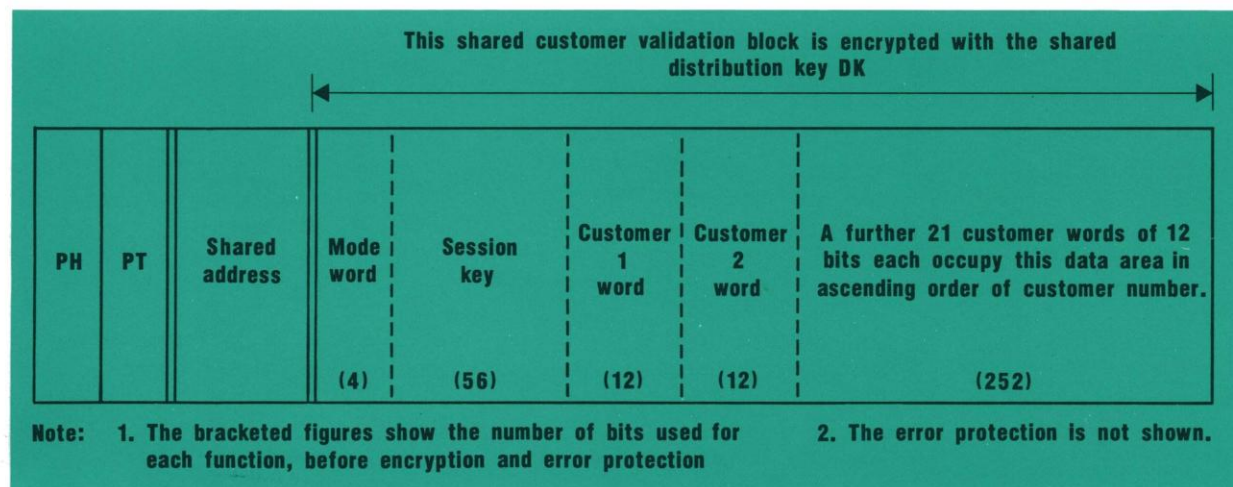 This shared customer validation block is encrypted with the shared
distribution key DK
PH
PT
Shared
address
Mode
word
(4)
Session
key
(56)
Customer
1
word
(12)
Customer
2
word
(12)
A further 21 customer words of 12
bits each occupy this data area in
ascending order of customer number.
(252)
Note: 1. The bracketed figures show the number of bits used for
each function, before encryption and error protection
2. The error protection is not shown.